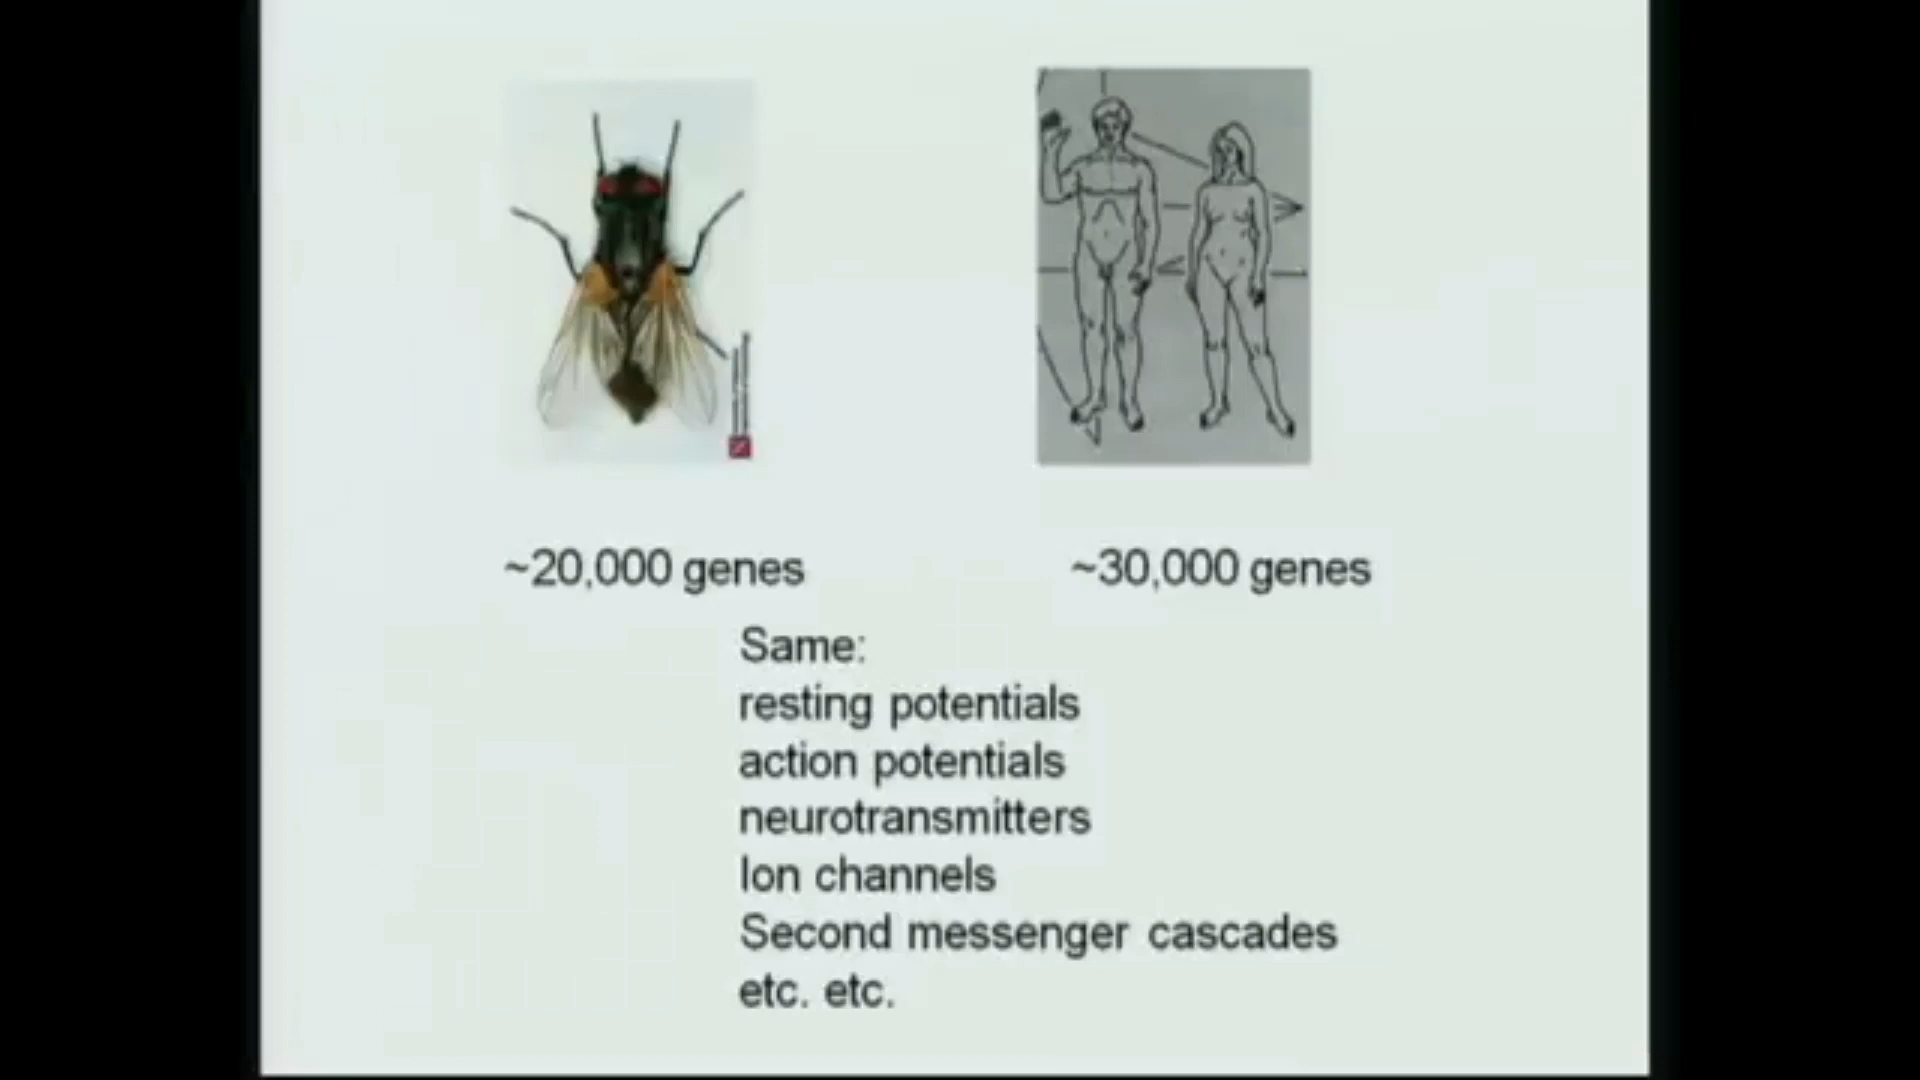 ~20,000 genes
~30,000 genes
Same:
resting potentials
action potentials
neurotransmitters
Ion channels
Second messenger cascades
etc. etc.